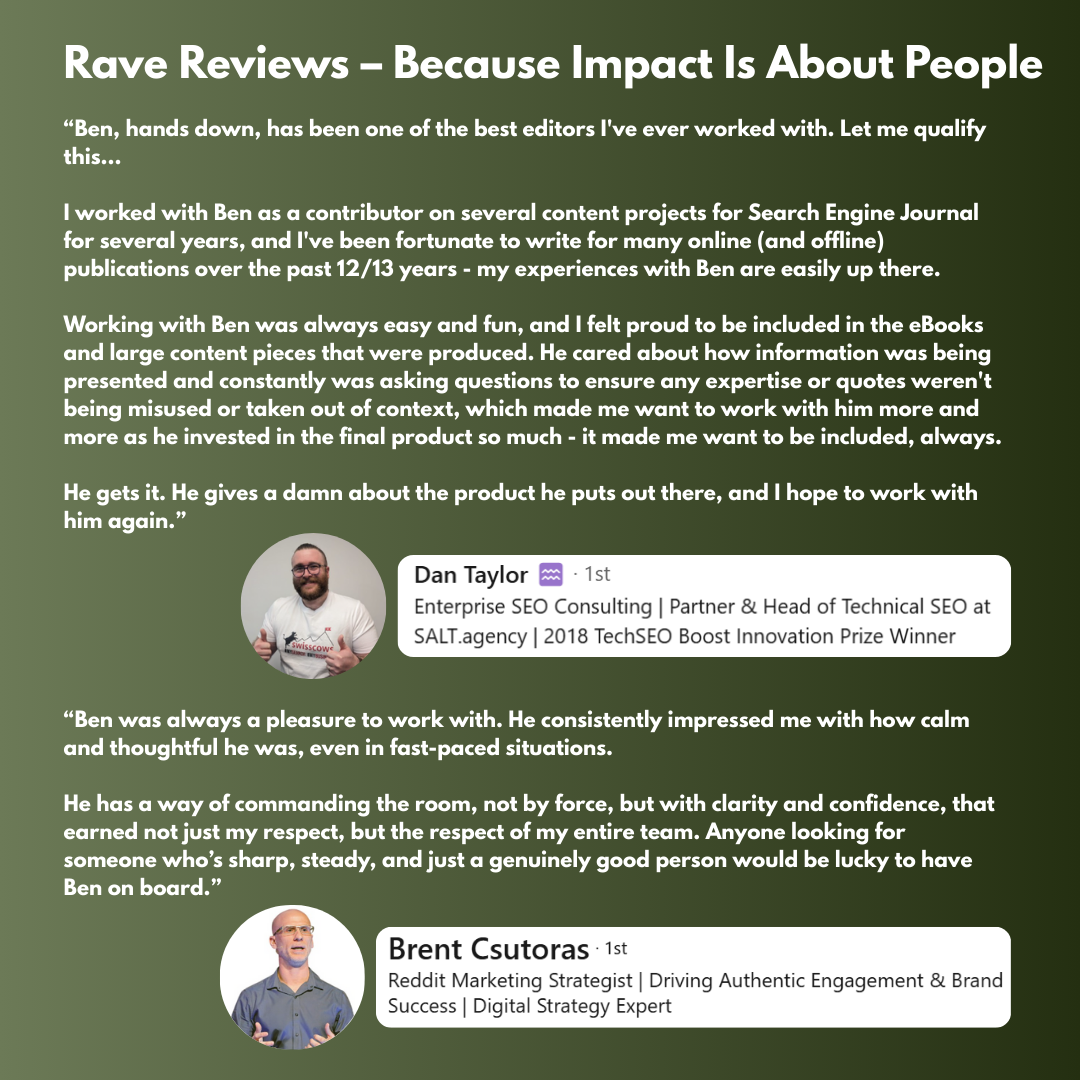 Rave Reviews – Because Impact Is About People
“Ben, hands down, has been one of the best editors I've ever worked with. Let me qualify
this...
I worked with Ben as a contributor on several content projects for Search Engine Journal
for several years, and I've been fortunate to write for many online (and offline)
publications over the past 12/13 years - my experiences with Ben are easily up there.
Working with Ben was always easy and fun, and I felt proud to be included in the eBooks
and large content pieces that were produced. He cared about how information was being
presented and constantly was asking questions to ensure any expertise or quotes weren't
being misused or taken out of context, which made me want to work with him more and
more as he invested in the final product so much - it made me want to be included, always.
He gets it. He gives a damn about the product he puts out there, and I hope to work with
him again.”
swisscows
Dan Taylor ♒ · 1st
Enterprise SEO Consulting | Partner & Head of Technical SEO at
SALT.agency | 2018 TechSEO Boost Innovation Prize Winner
“Ben was always a pleasure to work with. He consistently impressed me with how calm
and thoughtful he was, even in fast-paced situations.
He has a way of commanding the room, not by force, but with clarity and confidence, that
earned not just my respect, but the respect of my entire team. Anyone looking for
someone who’s sharp, steady, and just a genuinely good person would be lucky to have
Ben on board.”
Brent Csutoras · 1st
Reddit Marketing Strategist | Driving Authentic Engagement & Brand
Success | Digital Strategy Expert